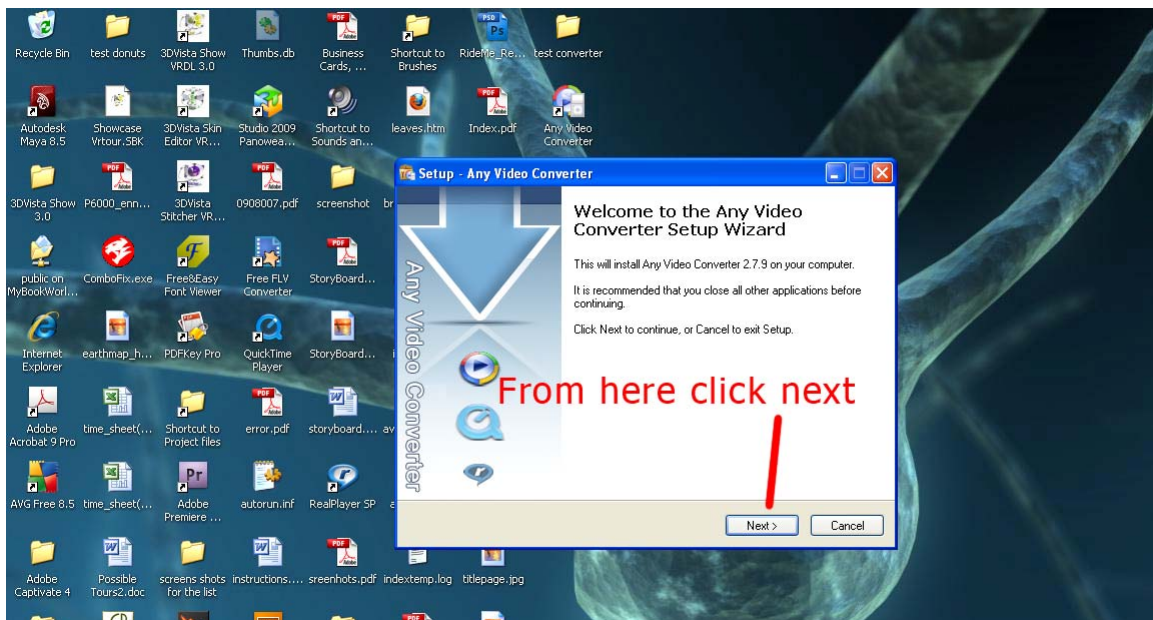 Recycle Bin
test donuts
3DVista Show
VRDL 3.0
Thumbs.db
Business
Cards, ...
Shortcut to
Brushes
RideMe_Re...
test converter
Autodesk
Maya 8.5
Showcase
Vrtour.SBK
3DVista Skin
Editor VR...
Studio 2009
Panowea...
Shortcut to
Sounds an...
leaves.htm
Index.pdf
Any Video
Converter
3DVista Show
3.0
P6000_enn...
3DVista
Stitcher VR...
0908007.pdf
screenshot
br
public on
MyBookWorl...
ComboFix.exe
Free&Easy
Font Viewer
Free FLV
Converter
StoryBoard...
Internet
Explorer
earthmap_h...
PDFKey Pro
QuickTime
Player
StoryBoard...
Adobe
Acrobat 9 Pro
time_sheet(...
Shortcut to
Project files
error.pdf
storyboard....
av
AVG Free 8.5
time_sheet(...
Adobe
Premiere ...
autorun.inf
RealPlayer SP
Adobe
Captivate 4
Possible
Tours2.doc
screens shots
for the list
instructions....
sreenhots.pdf
indextemp.log
titlepage.jpg
Setup - Any Video Converter
Any Video Converter
Welcome to the Any Video
Converter Setup Wizard
This will install Any Video Converter 2.7.9 on your computer.
It is recommended that you close all other applications before
continuing.
Click Next to continue, or Cancel to exit Setup.
From here click next
Next >
Cancel